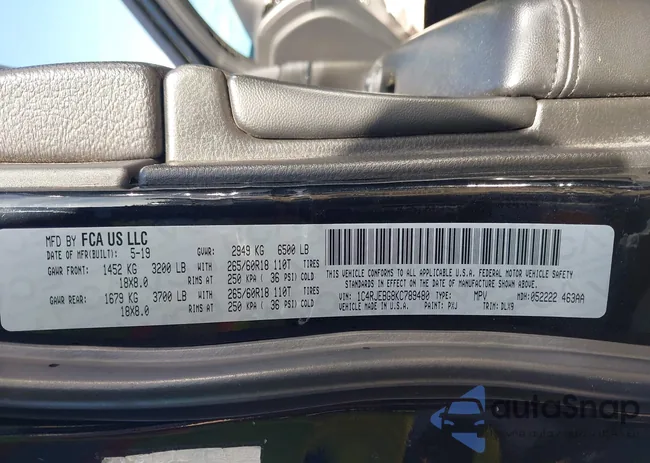 MFD BY FCA US LLC
DATE OF MFR(BUILT): 5-19 GVWR: 2949 KG 6500 LB
GAWR FRONT: 1452 KG 3200 LB WITH 265/60R18 110T TIRES
18X8.0 RIMS AT 250 KPA ( 36 PSI) COLD
GAWR REAR: 1679 KG 3700 LB WITH 265/60R18 110T TIRES
18X8.0 RIMS AT 250 KPA ( 36 PSI) COLD
THIS VEHICLE CONFORMS TO ALL APPLICABLE U.S.A. FEDERAL MOTOR VEHICLE SAFETY
STANDARDS IN EFFECT ON THE DATE OF MANUFACTURE SHOWN ABOVE.
VIN: 1C4RJEBG8KC789480 TYPE: MPV MDH: 052222 463AA
MADE IN U.S.A. PAINT: PXJ TRIM: DLX9
autoSnap